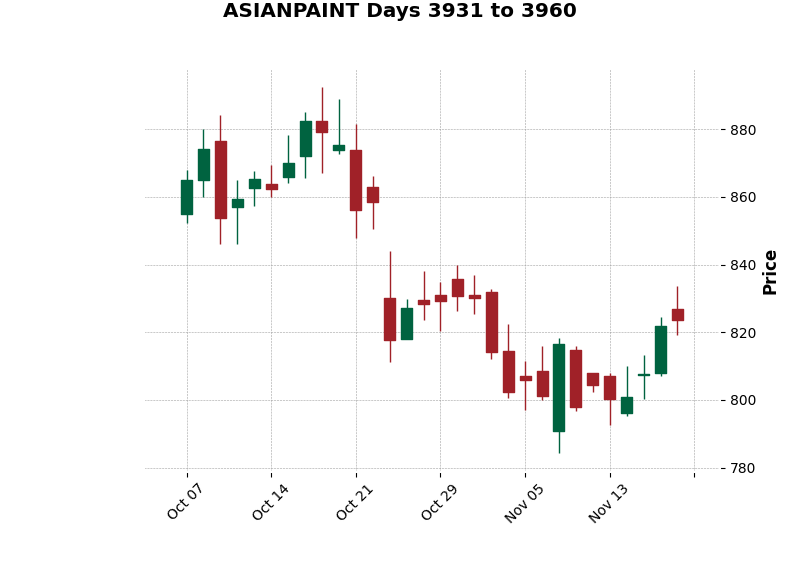 ASIANPAINT Days 3931 to 3960
880
860
840
820
800
780
Price
Oct 07
Oct 14
Oct 21
Oct 29
Nov 05
Nov 13